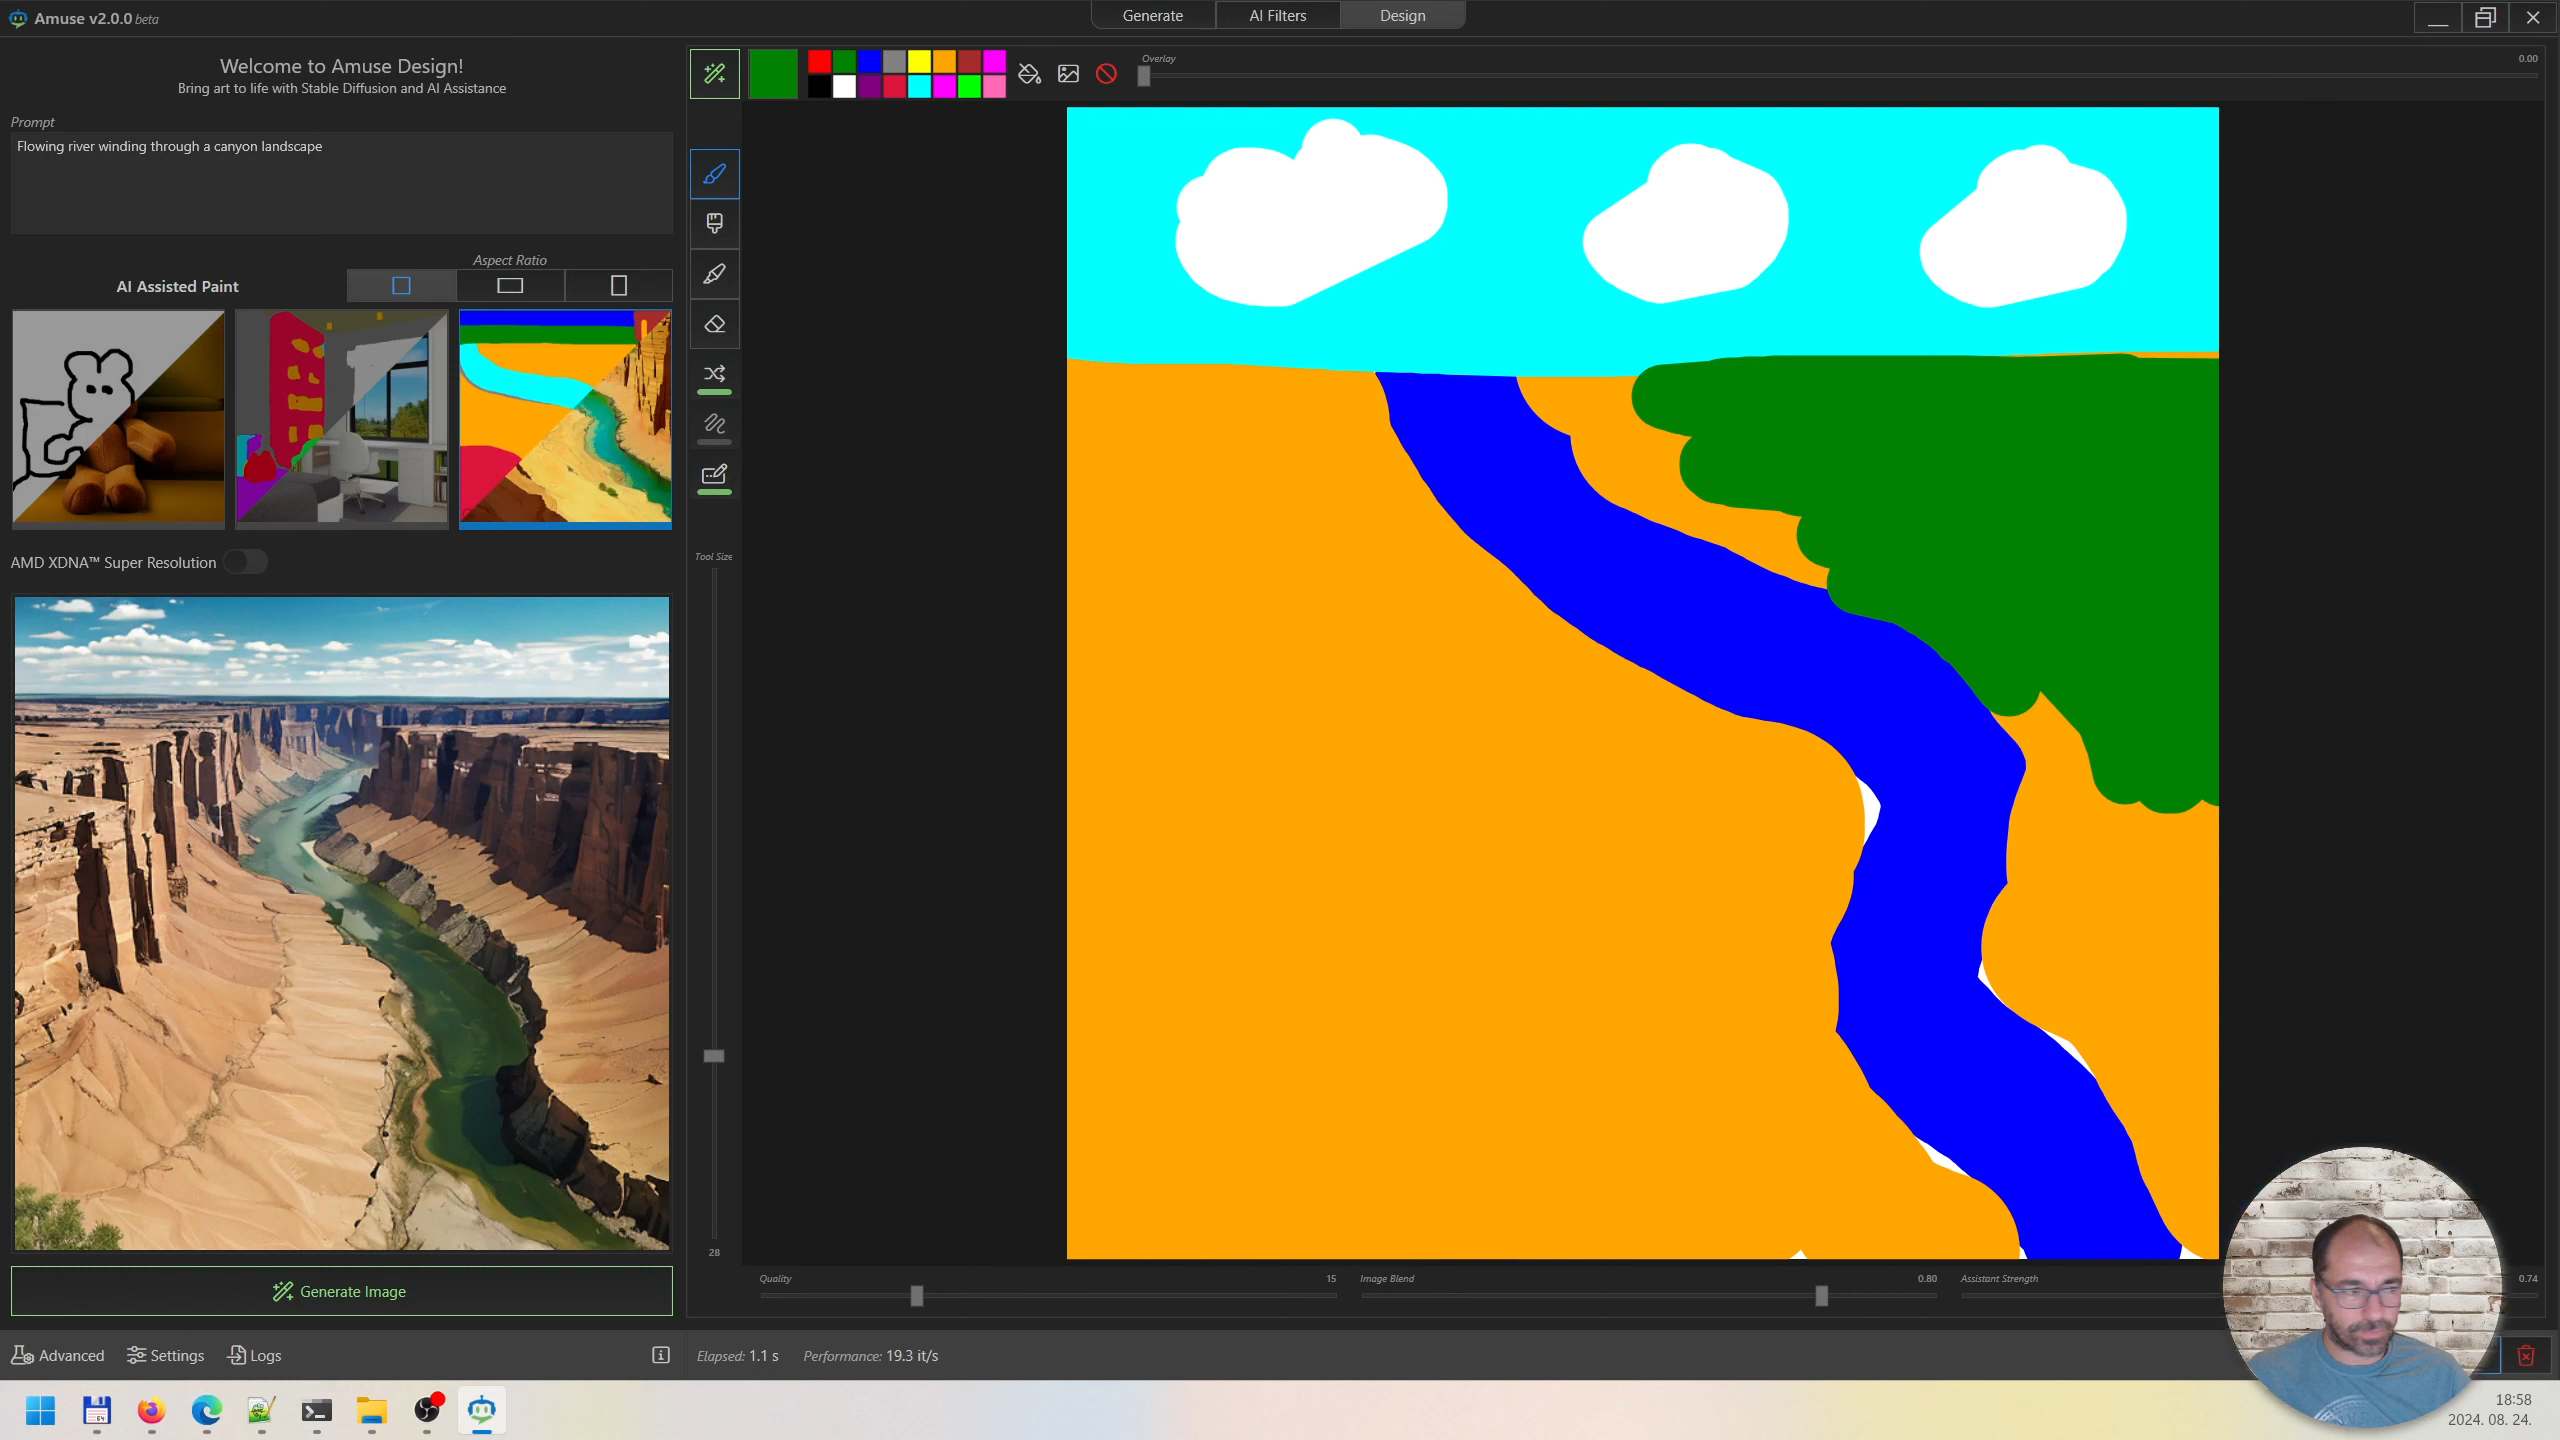 Amuse v2.0.0 beta
Generate
AI Filters
Design
Welcome to Amuse Design!
Bring art to life with Stable Diffusion and AI Assistance
Prompt
Flowing river winding through a canyon landscape
Aspect Ratio
AI Assisted Paint
AMD XDNA™ Super Resolution
Generate Image
Overlay
0.00
Tool Size
28
Quality
15
Image Blend
0.80
Assistant Strength
0.74
Advanced
Settings
Logs
Elapsed: 1.1 s
Performance: 19.3 it/s
64
18:58
2024. 08. 24.